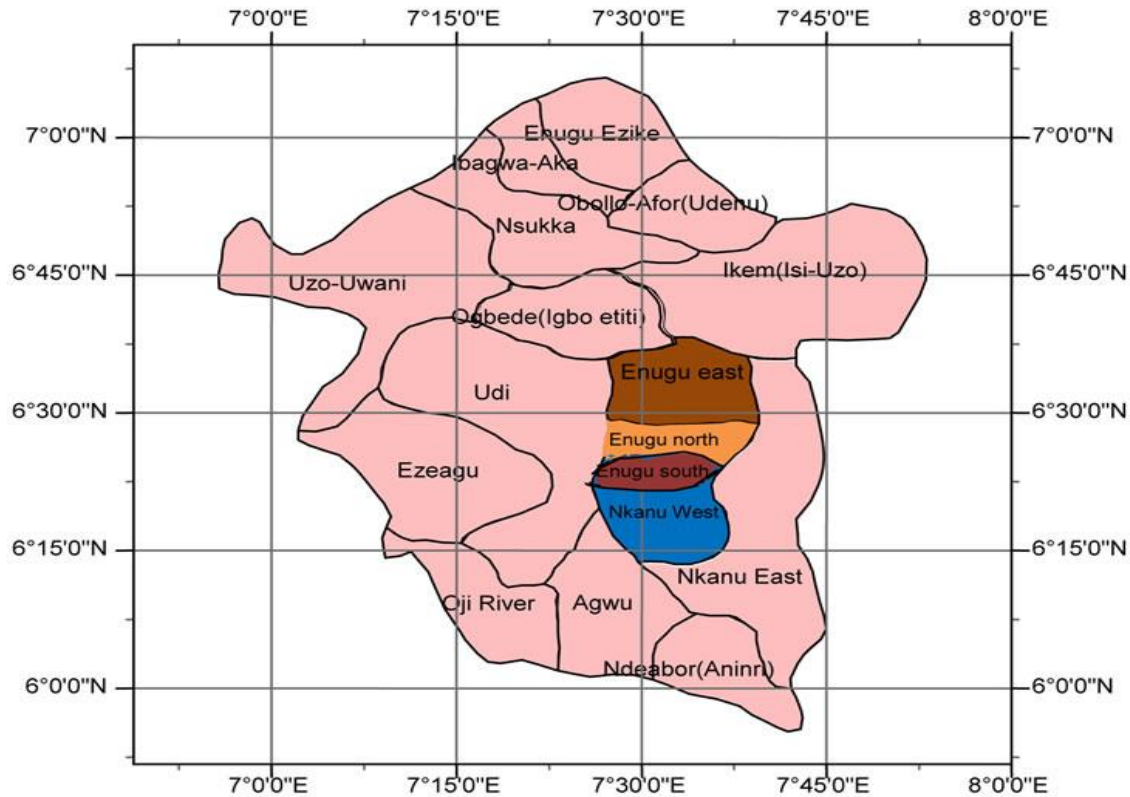 7°0'0"E 7°15'0"E 7°30'0"E 7°45'0"E 8°0'0"E
7°0'0"N 7°0'0"N
Enugu Ezike
Ibagwa-Aka
Obollo-Afor(Udenu)
Nsukka
6°45'0"N 6°45'0"N
Ikem(Isi-Uzo)
Uzo-Uwani
Ogbede(Igbo etiti)
Enugu east
Udi
6°30'0"N 6°30'0"N
Enugu north
Ezeagu
Enugu south
Nkanu West
6°15'0"N 6°15'0"N
Nkanu East
Oji River
Agwu
Ndeabor(Aninri)
6°0'0"N 6°0'0"N
7°0'0"E 7°15'0"E 7°30'0"E 7°45'0"E 8°0'0"E